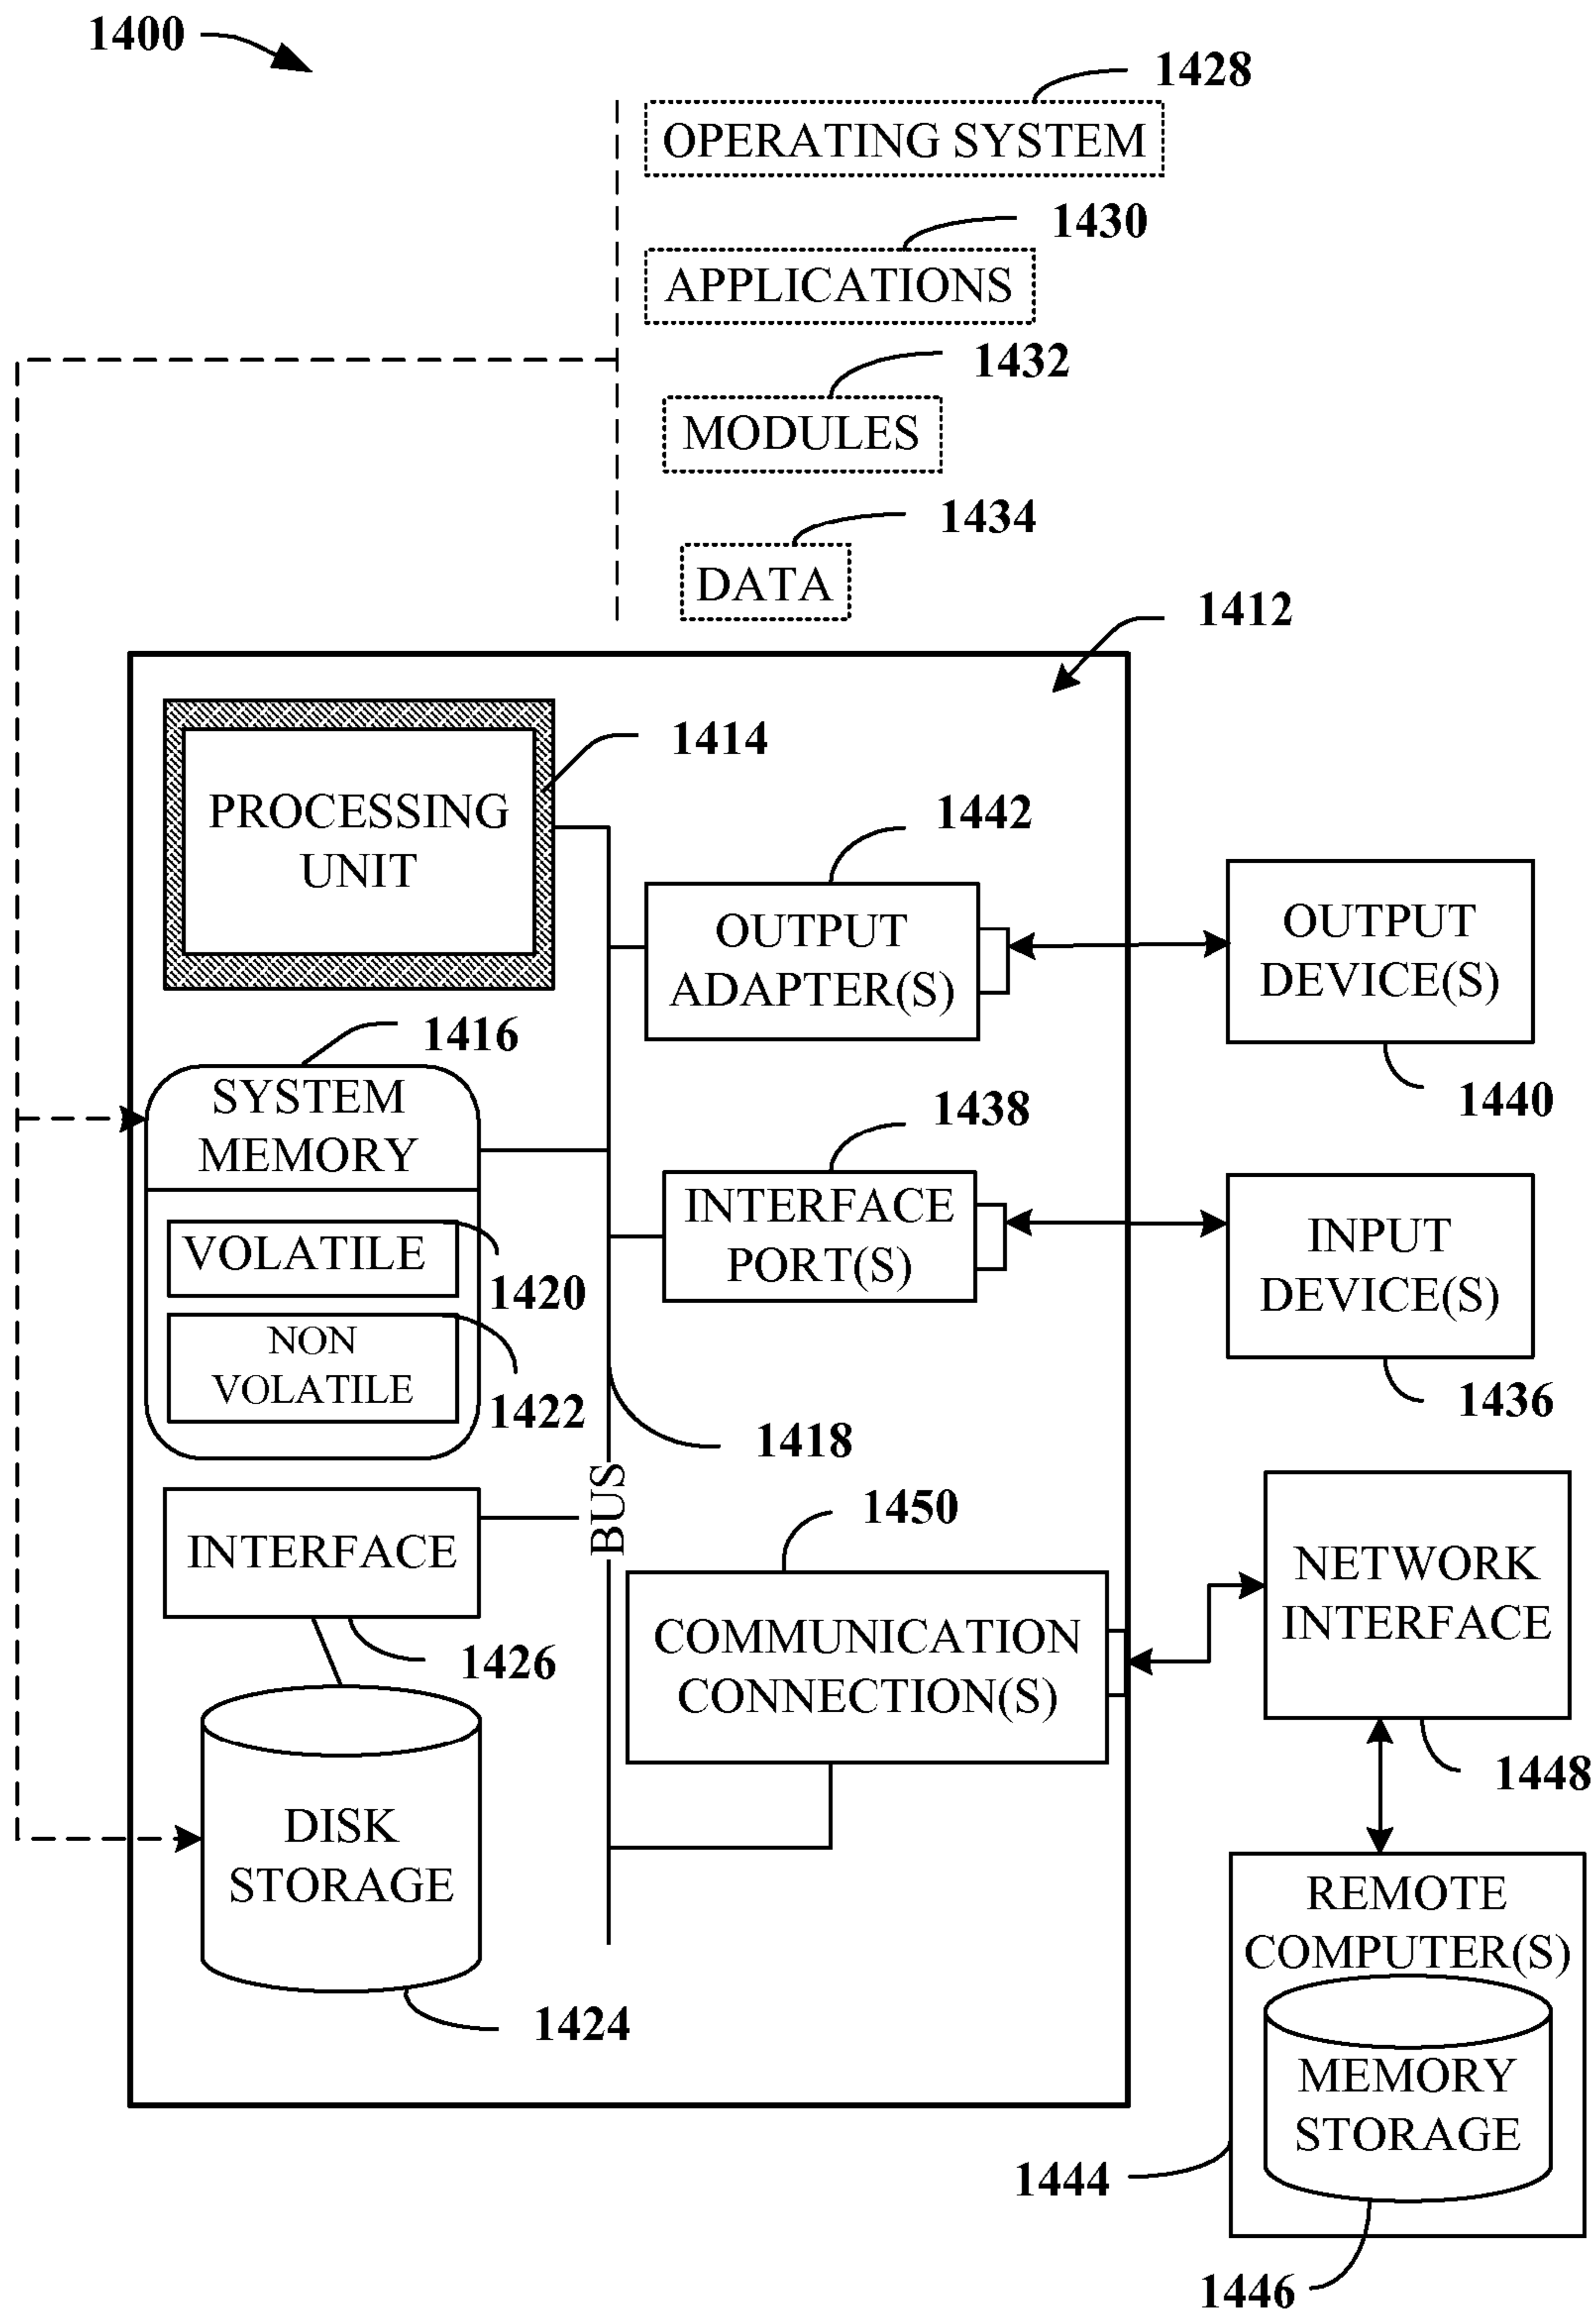 1400
1428
OPERATING SYSTEM
1430
APPLICATIONS
1432
MODULES
1434
DATA
1412
1414
PROCESSING
UNIT
1442
OUTPUT
ADAPTER(S)
OUTPUT
DEVICE(S)
1440
1416
SYSTEM
MEMORY
VOLATILE
1420
NON
VOLATILE
1422
1438
INTERFACE
PORT(S)
INPUT
DEVICE(S)
1436
1418
BUS
INTERFACE
1426
1450
COMMUNICATION
CONNECTION(S)
NETWORK
INTERFACE
1448
DISK
STORAGE
1424
REMOTE
COMPUTER(S)
MEMORY
STORAGE
1444
1446